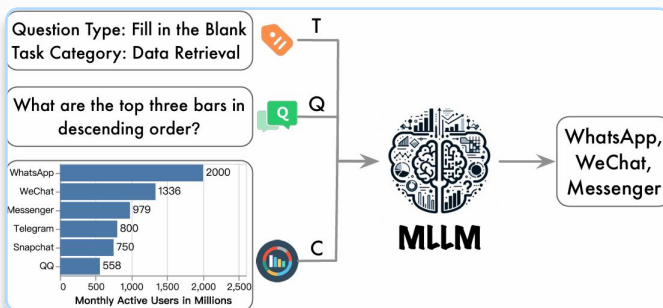 Question Type: Fill in the Blank
Task Category: Data Retrieval
T
What are the top three bars in
descending order?
Q
Q
WhatsApp 2000
WeChat 1336
Messenger 979
Telegram 800
Snapchat 750
QQ 558
0 500 1,000 1,500 2,000 2,500
Monthly Active Users in Millions
C
MLLM
WhatsApp,
WeChat,
Messenger